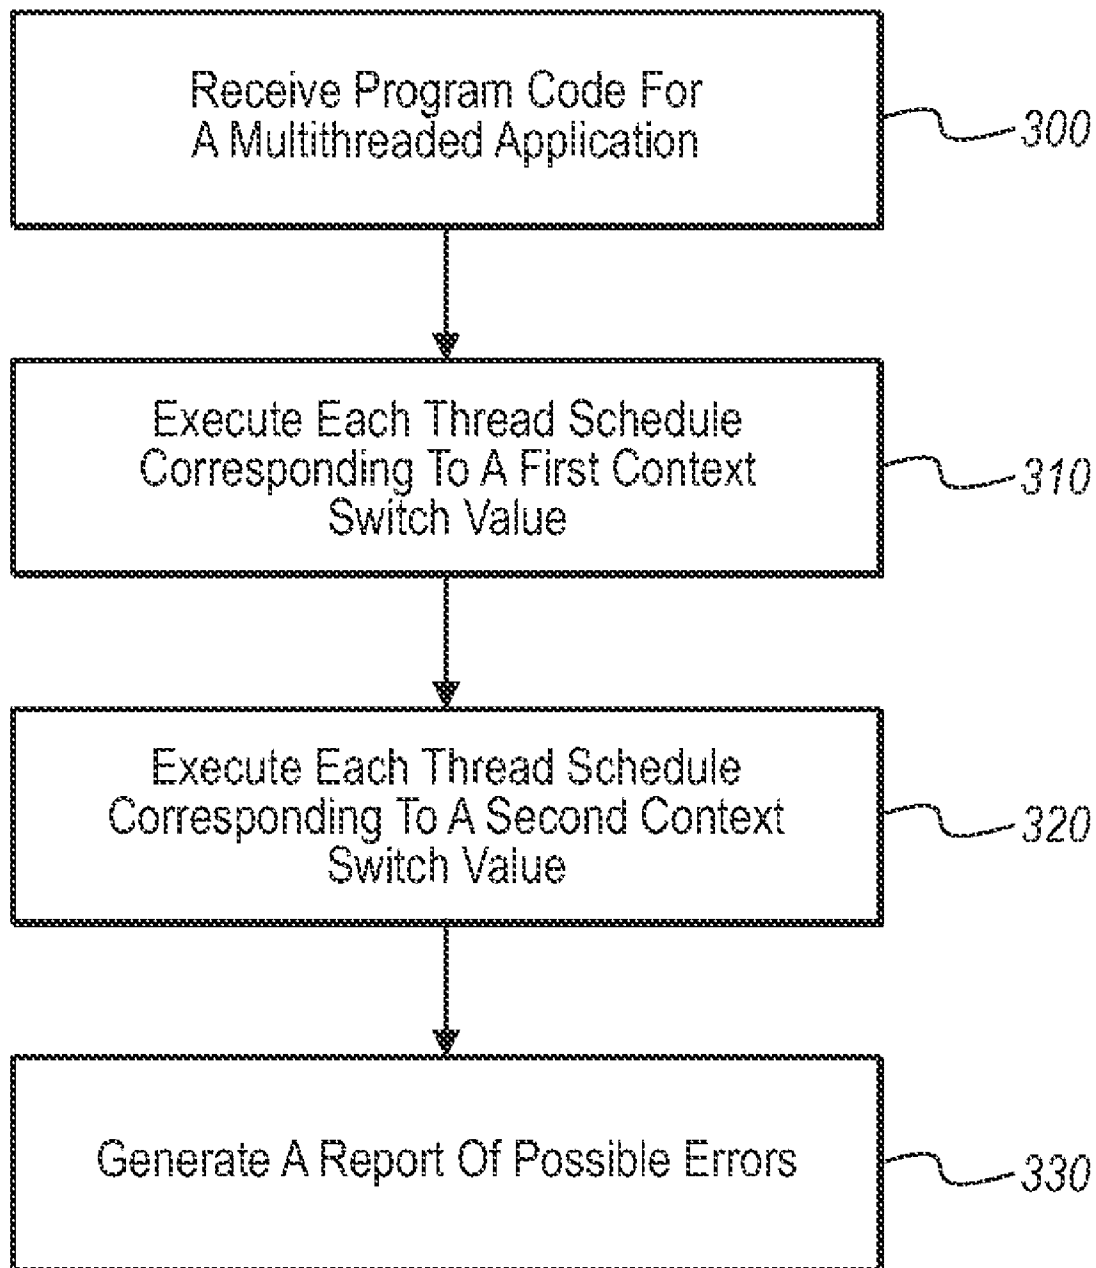 Receive Program Code For
A Multithreaded Application
300
Execute Each Thread Schedule
Corresponding To A First Context
Switch Value
310
Execute Each Thread Schedule
Corresponding To A Second Context
Switch Value
320
Generate A Report Of Possible Errors
330